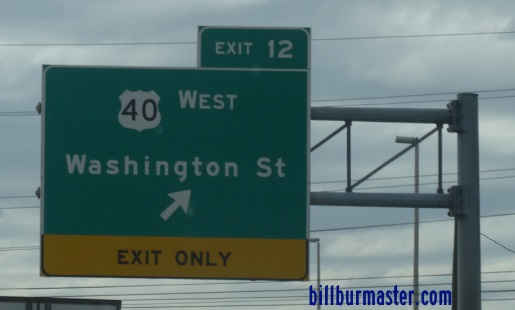 EXIT 12
40 WEST
Washington St
EXIT ONLY
billburmaster.com